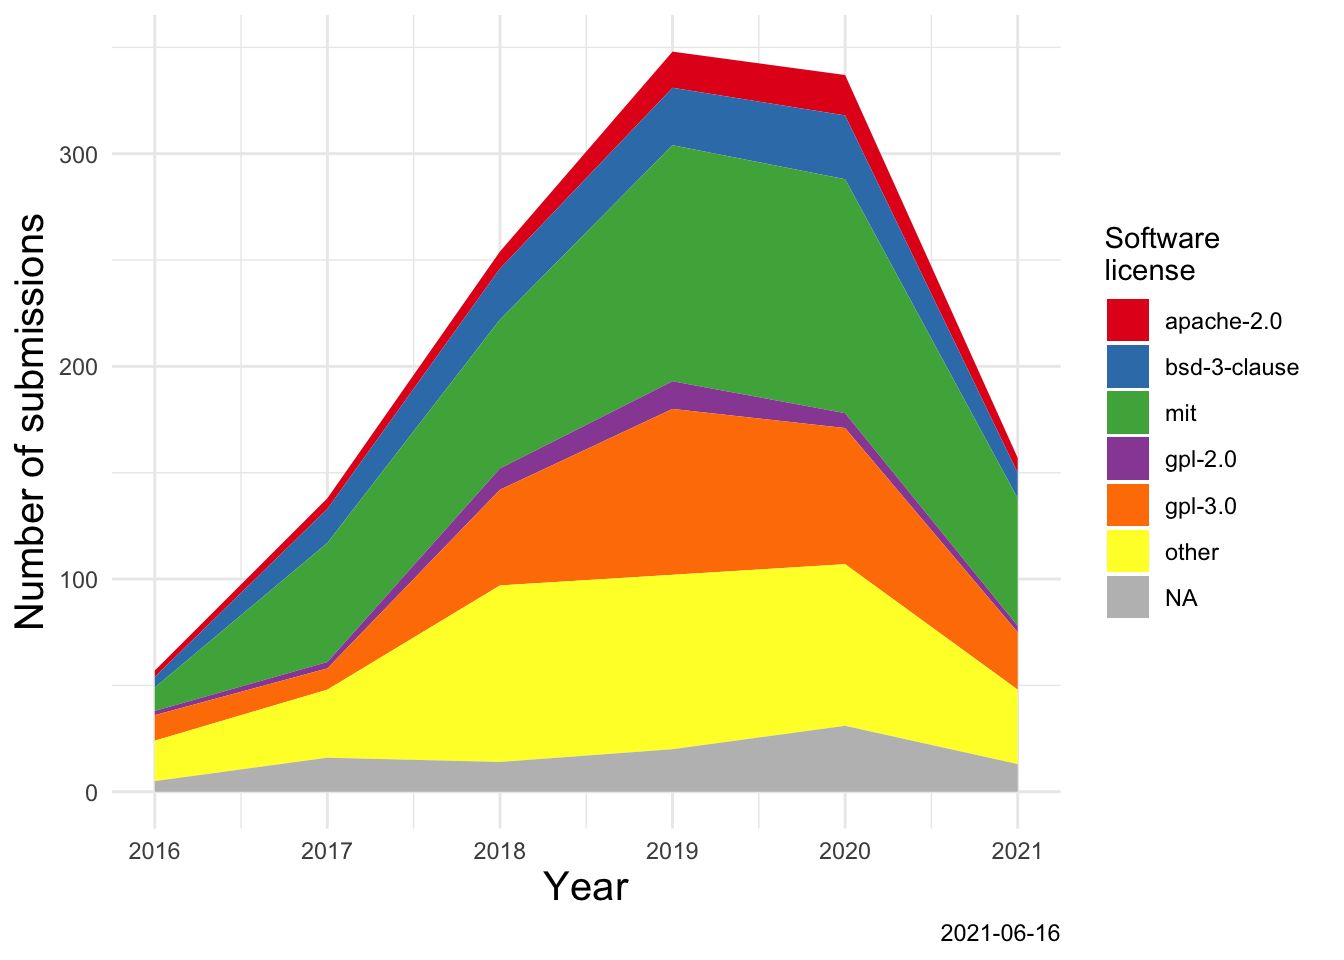 Number of submissions
300
200
100
0
2016 2017 2018 2019 2020 2021
Year
2021-06-16
Software
license
apache-2.0
bsd-3-clause
mit
gpl-2.0
gpl-3.0
other
NA